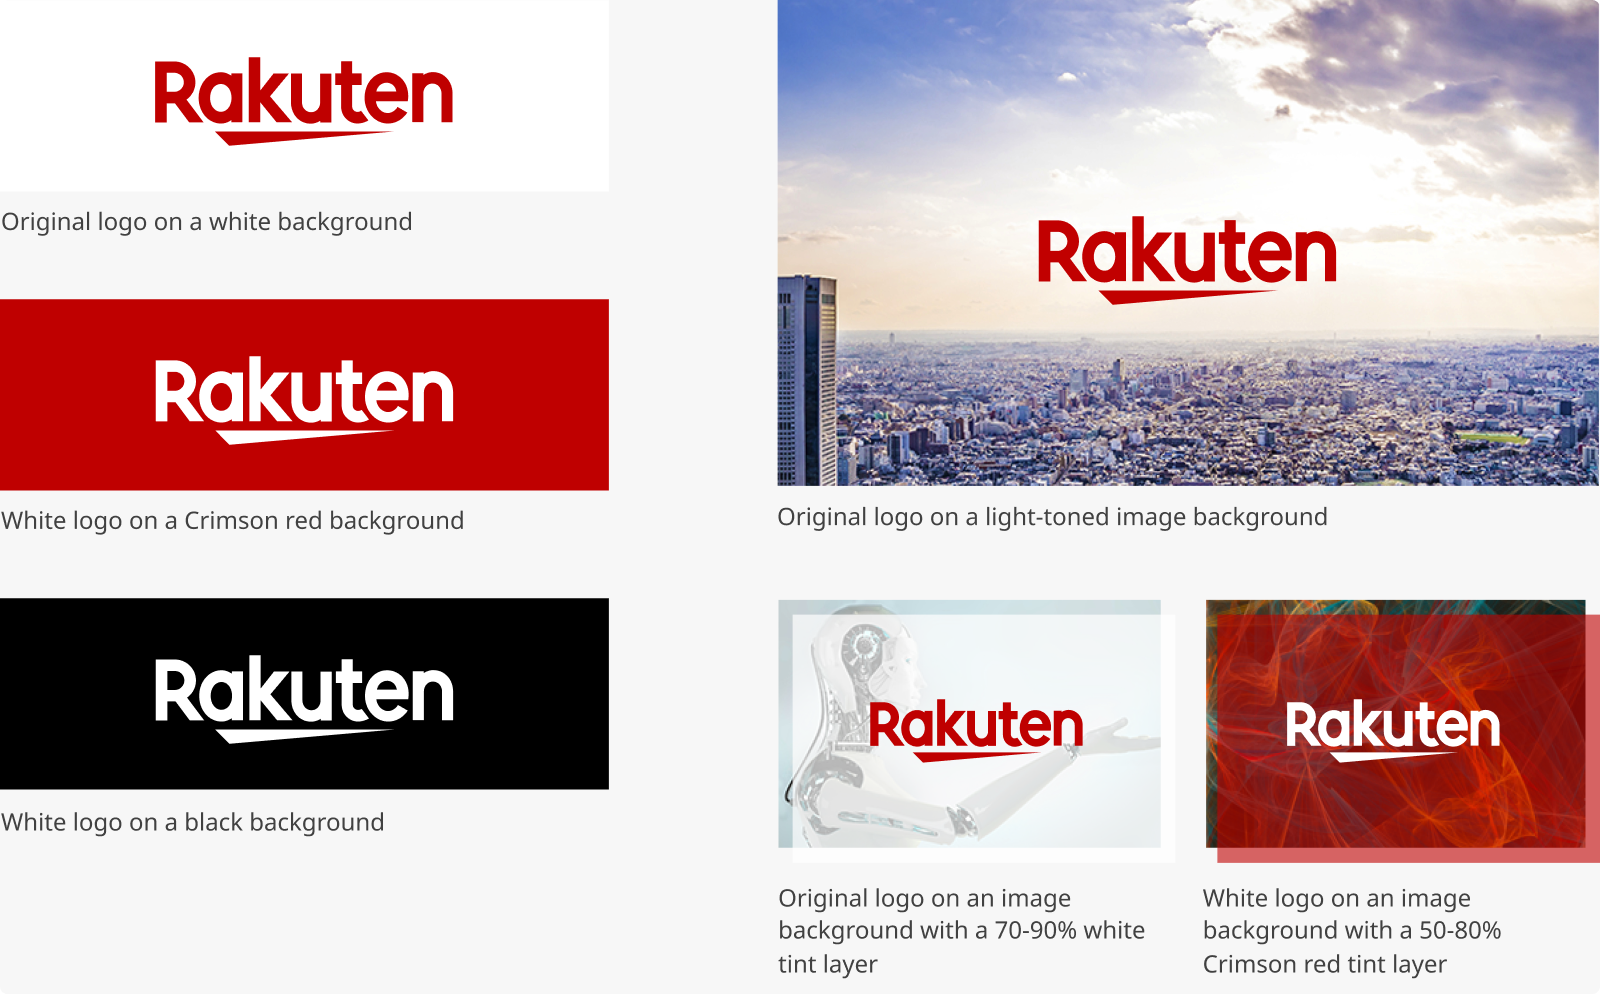 Rakuten
Original logo on a white background
Rakuten
White logo on a Crimson red background
Rakuten
White logo on a black background
Rakuten
Original logo on a light-toned image background
Rakuten
Original logo on an image
background with a 70-90% white
tint layer
Rakuten
White logo on an image
background with a 50-80%
Crimson red tint layer